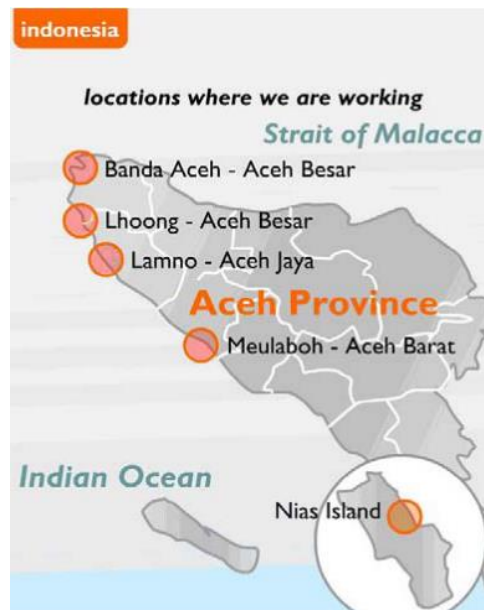 indonesia
locations where we are working
Strait of Malacca
Banda Aceh - Aceh Besar
Lhoong - Aceh Besar
Lamno - Aceh Jaya
Aceh Province
Meulaboh - Aceh Barat
Indian Ocean
Nias Island